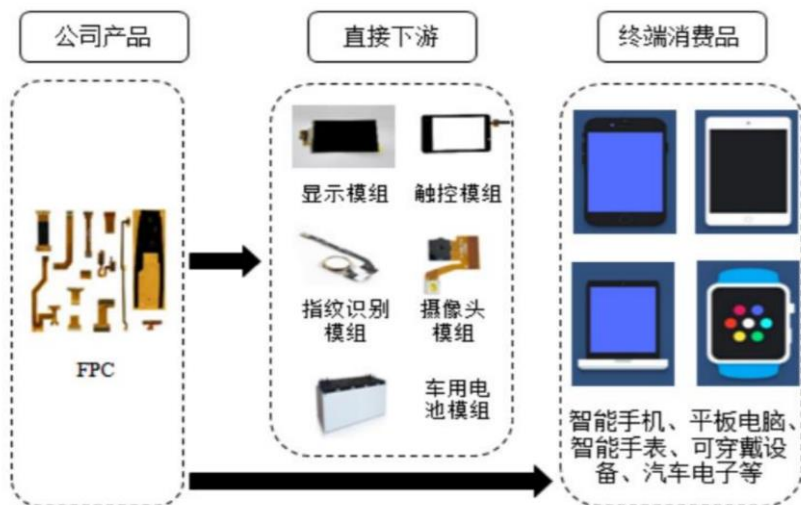 公司产品
直接下游
终端消费品
FPC
显示模组
触控模组
指纹识别
模组
摄像头
模组
车用电
池模组
智能手机、平板电脑、
智能手表、可穿戴设
备、汽车电子等